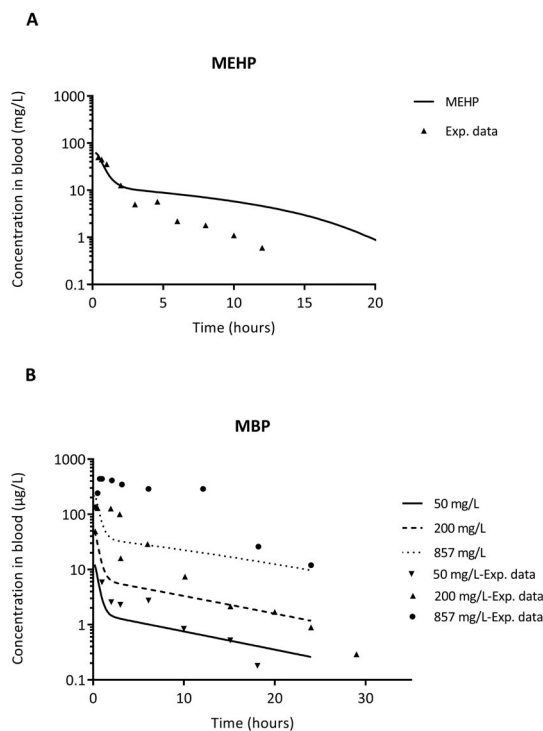 A
MEHP
Concentration in blood (mg/L)
1000
100
10
1
0.1
0 5 10 15 20
Time (hours)
MEHP
Exp. data
B
MBP
Concentration in blood (µg/L)
1000
100
10
1
0.1
0 10 20 30
Time (hours)
50 mg/L
200 mg/L
857 mg/L
50 mg/L-Exp. data
200 mg/L-Exp. data
857 mg/L-Exp. data